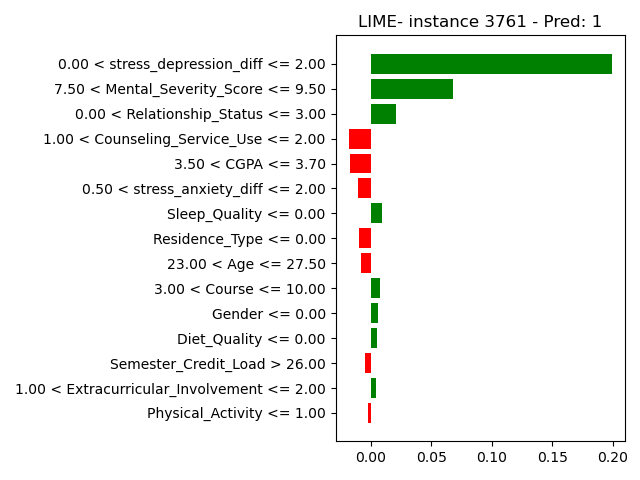 LIME- instance 3761 - Pred: 1
0.00 < stress_depression_diff <= 2.00
7.50 < Mental_Severity_Score <= 9.50
0.00 < Relationship_Status <= 3.00
1.00 < Counseling_Service_Use <= 2.00
3.50 < CGPA <= 3.70
0.50 < stress_anxiety_diff <= 2.00
Sleep_Quality <= 0.00
Residence_Type <= 0.00
23.00 < Age <= 27.50
3.00 < Course <= 10.00
Gender <= 0.00
Diet_Quality <= 0.00
Semester_Credit_Load > 26.00
1.00 < Extracurricular_Involvement <= 2.00
Physical_Activity <= 1.00
0.00 0.05 0.10 0.15 0.20